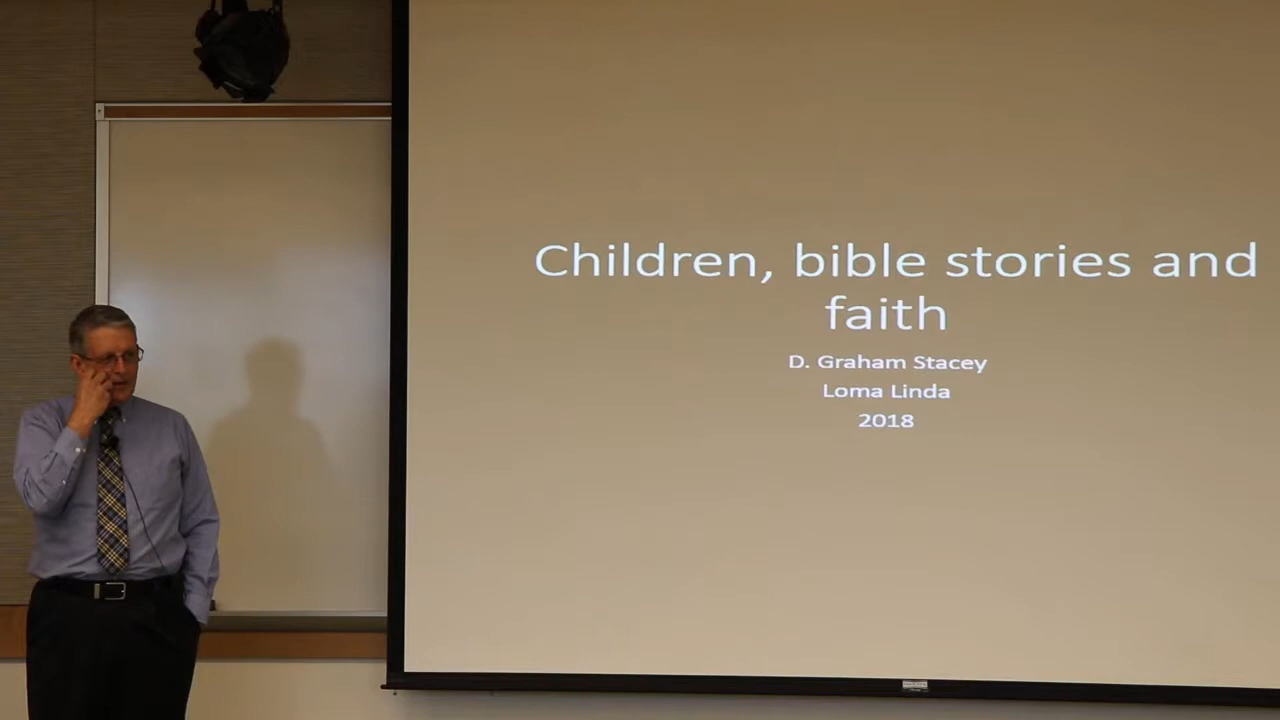 Children, bible stories and
faith
D. Graham Stacey
Loma Linda
2018